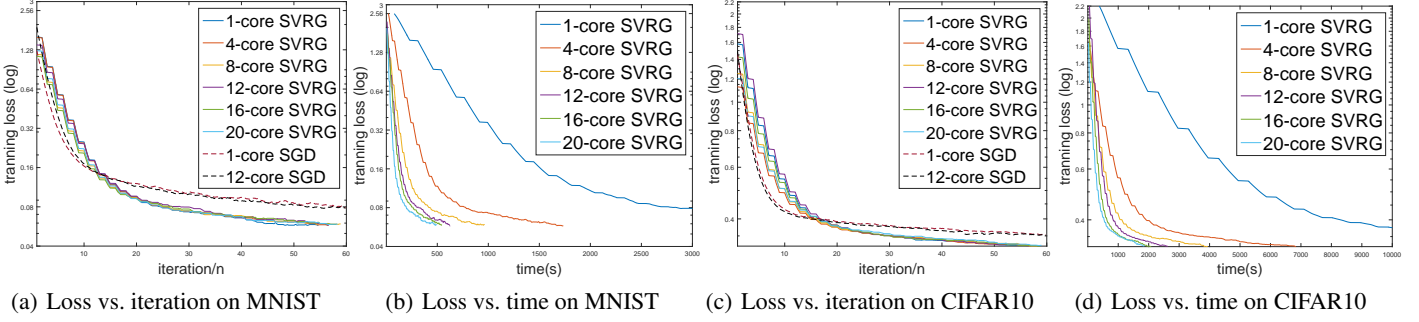 3
2.56
1.28
0.64
0.32
0.16
0.08
0.04
tranning loss (log)
10
20
30
40
50
60
iteration/n
1-core SVRG
4-core SVRG
8-core SVRG
12-core SVRG
16-core SVRG
20-core SVRG
1-core SGD
12-core SGD
(a) Loss vs. iteration on MNIST
3
2.56
1.28
0.64
0.32
0.16
0.08
0.04
tranning loss (log)
500
1000
1500
2000
2500
3000
time(s)
1-core SVRG
4-core SVRG
8-core SVRG
12-core SVRG
16-core SVRG
20-core SVRG
(b) Loss vs. time on MNIST
2.2
2
1.8
1.6
1.4
1.2
1
0.8
0.6
0.4
tranning loss (log)
10
20
30
40
50
60
iteration/n
1-core SVRG
4-core SVRG
8-core SVRG
12-core SVRG
16-core SVRG
20-core SVRG
1-core SGD
12-core SGD
(c) Loss vs. iteration on CIFAR10
2.2
2
1.8
1.6
1.4
1.2
1
0.8
0.6
0.4
tranning loss (log)
1000
2000
3000
4000
5000
6000
7000
8000
9000
10000
time(s)
1-core SVRG
4-core SVRG
8-core SVRG
12-core SVRG
16-core SVRG
20-core SVRG
(d) Loss vs. time on CIFAR10